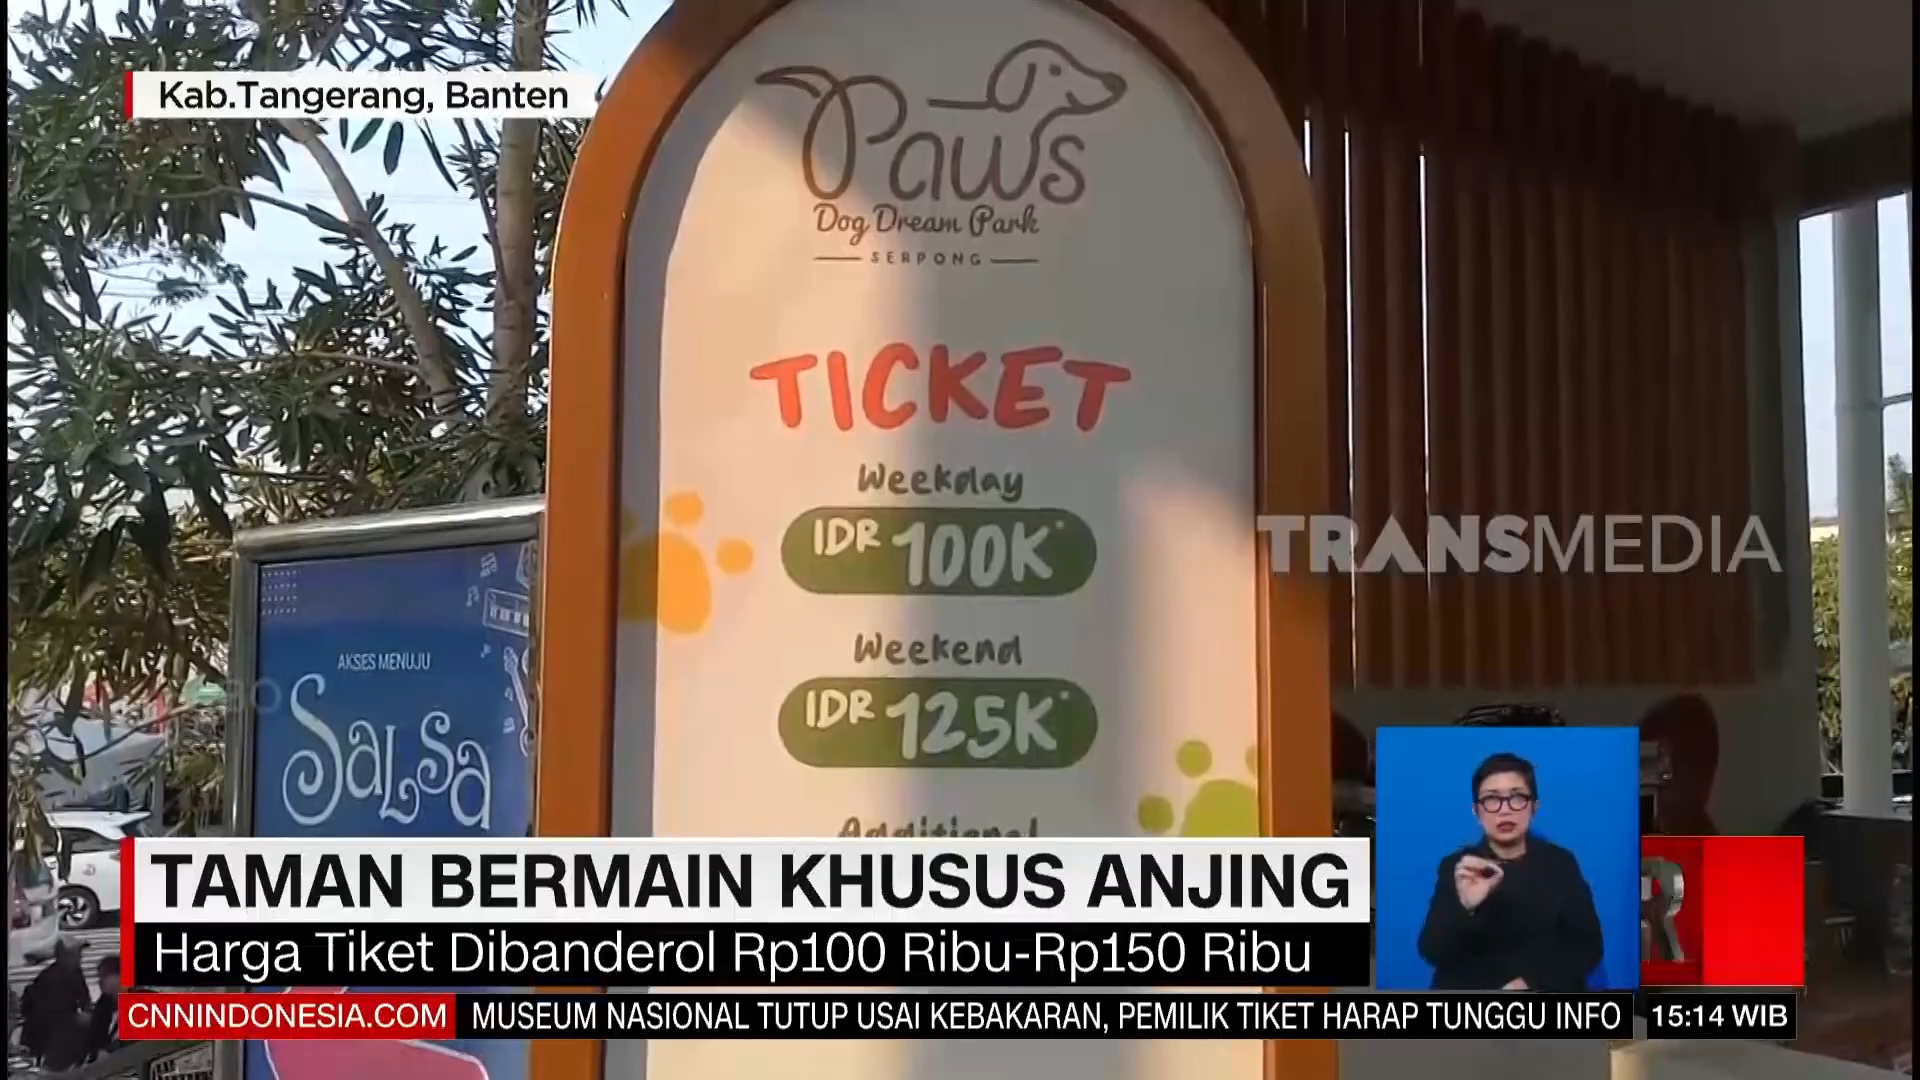 Kab.Tangerang, Banten
Paws
Dog Dream Park
SERPONG
TICKET
Weekday
IDR 100K*
Weekend
IDR 125K*
Additional
TRANSMEDIA
AKSES MENUJU
SALSA
TAMAN BERMAIN KHUSUS ANJING
Harga Tiket Dibanderol Rp100 Ribu-Rp150 Ribu
CNNINDONESIA.COM
MUSEUM NASIONAL TUTUP USAI KEBAKARAN, PEMILIK TIKET HARAP TUNGGU INFO
15:14 WIB